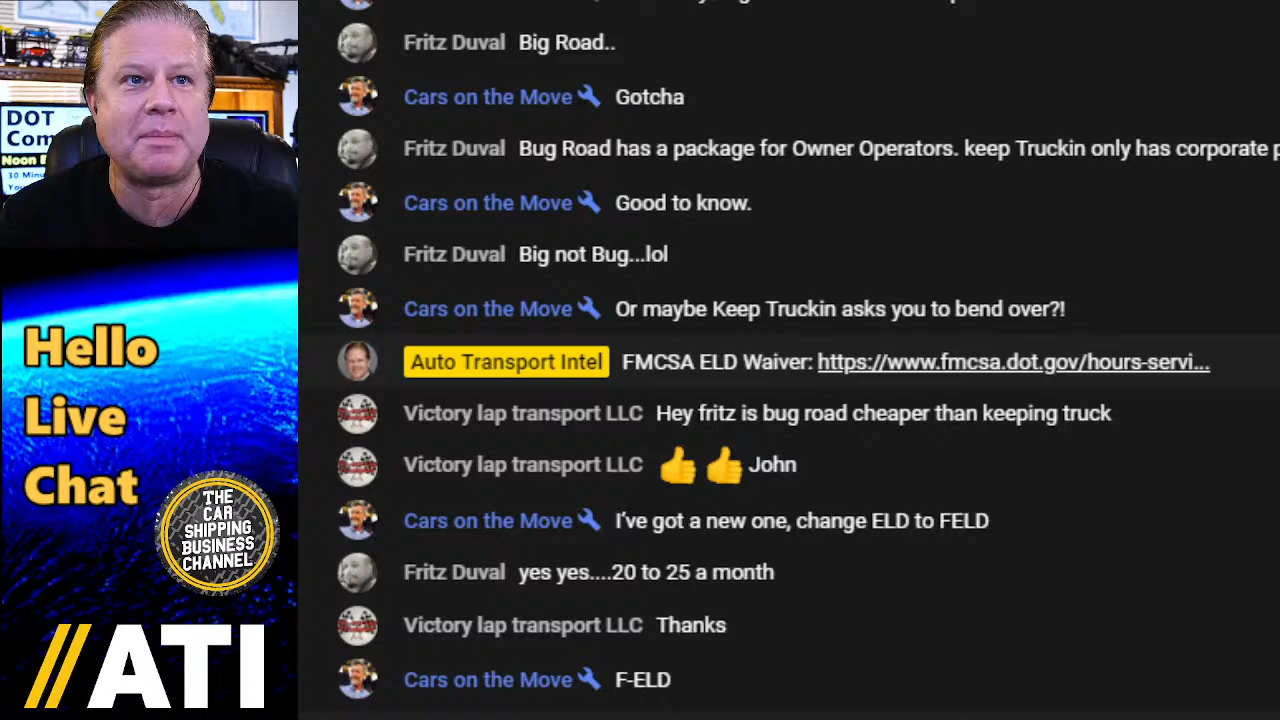 DOT
Com
Noon E
30 Minu
You
Hello
Live
Chat
THE
CAR
SHIPPING
BUSINESS
CHANNEL
//ATI
Fritz Duval Big Road..
Cars on the Move Gotcha
Fritz Duval Bug Road has a package for Owner Operators. keep Truckin only has corporate p
Cars on the Move Good to know.
Fritz Duval Big not Bug...lol
Cars on the Move Or maybe Keep Truckin asks you to bend over?!
Auto Transport Intel FMCSA ELD Waiver: https://www.fmcsa.dot.gov/hours-servi...
Victory lap transport LLC Hey fritz is bug road cheaper than keeping truck
Victory lap transport LLC 👍 👍 John
Cars on the Move I've got a new one, change ELD to FELD
Fritz Duval yes yes....20 to 25 a month
Victory lap transport LLC Thanks
Cars on the Move F-ELD